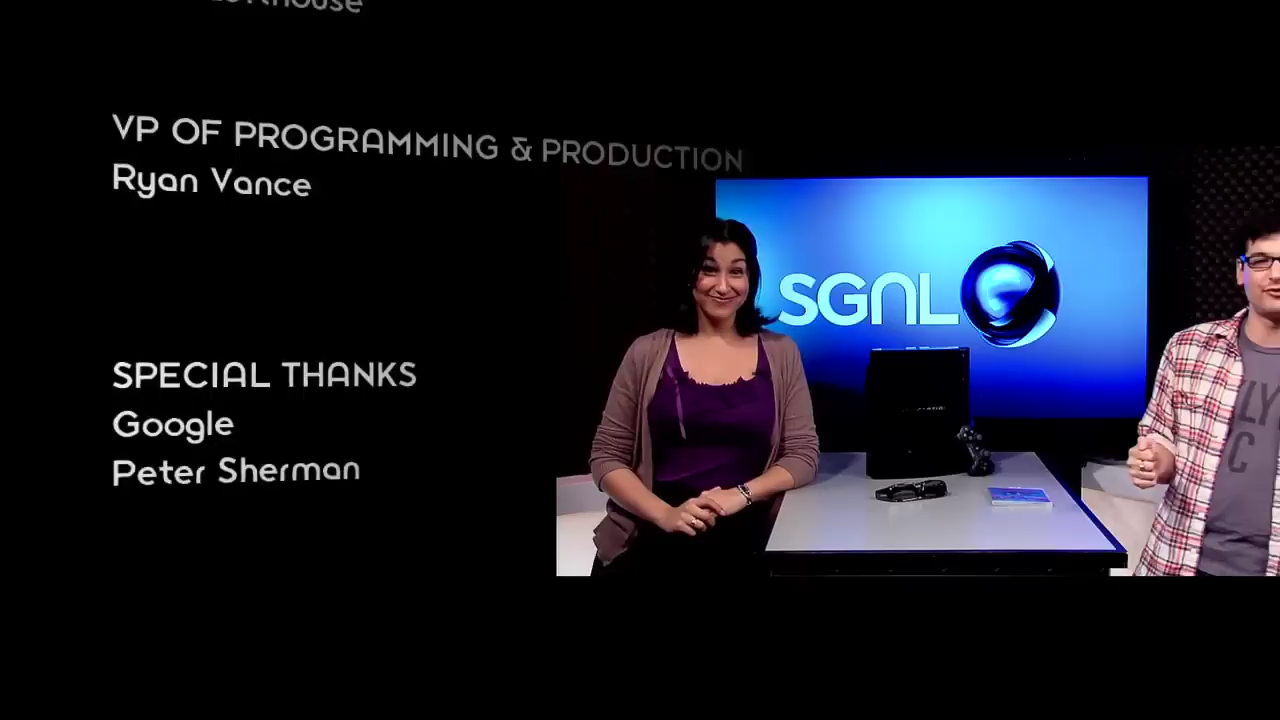 VP OF PROGRAMMING & PRODUCTION
Ryan Vance
SPECIAL THANKS
Google
Peter Sherman
SGNL